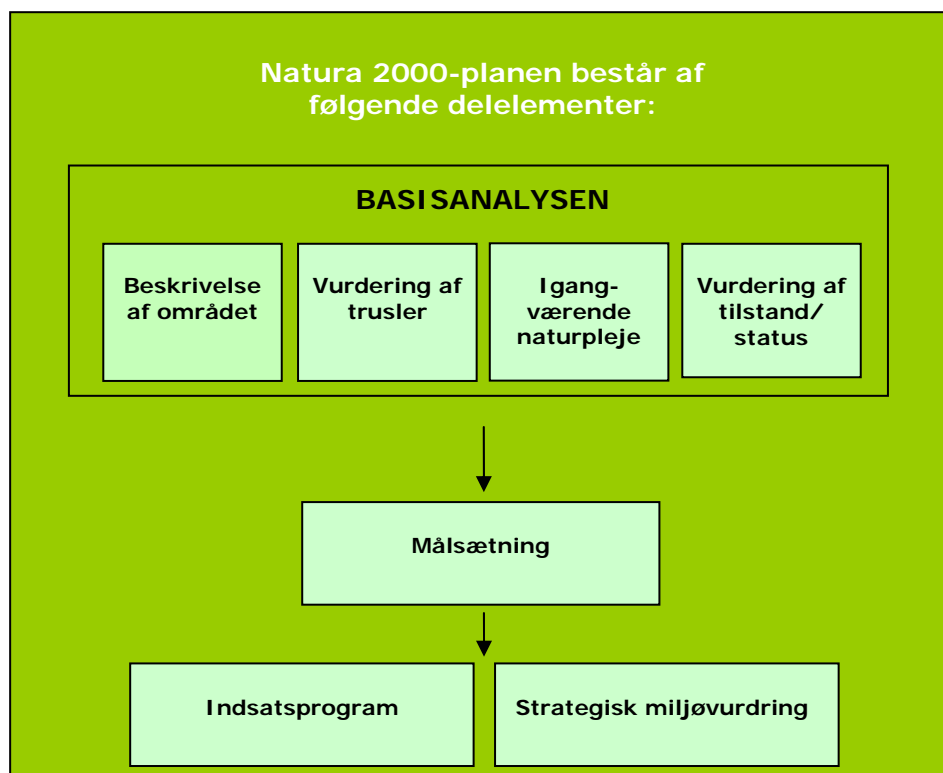 Natura 2000-planen består af
følgende delelementer:
BASISANALYSEN
Beskrivelse
af området
Vurdering af
trusler
Igang-
værende
naturpleje
Vurdering af
tilstand/
status
Målsætning
Indsatsprogram
Strategisk miljøvurdring